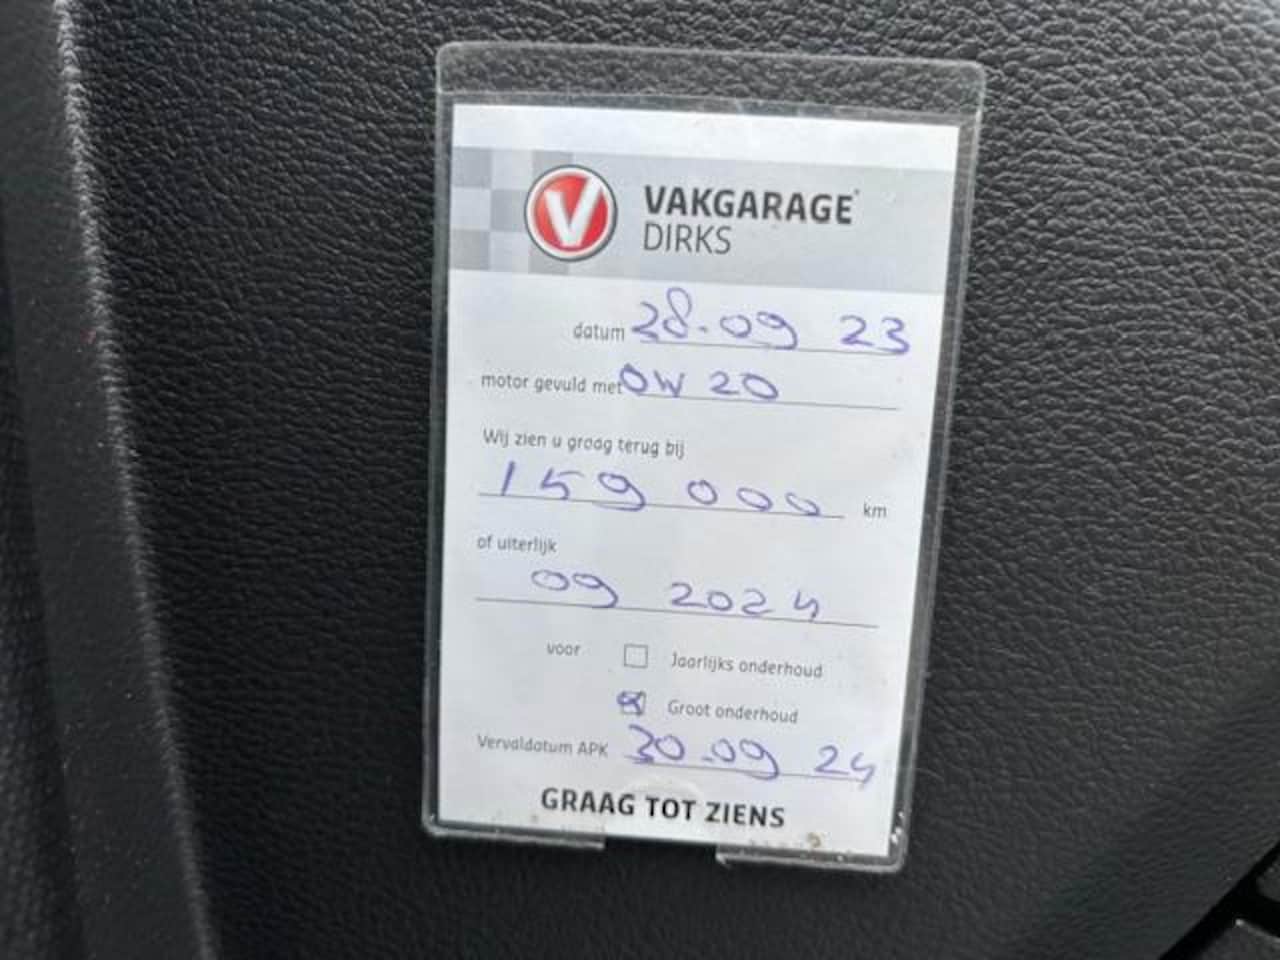 V VAKGARAGE
DIRKS
datum 28.09 23
motor gevuld met 0W 20
Wij zien u graag terug bij
159 000 km
of uiterlijk
09 2024
voor Jaarlijks onderhoud
Groot onderhoud
Vervaldatum APK 30.09 24
GRAAG TOT ZIENS